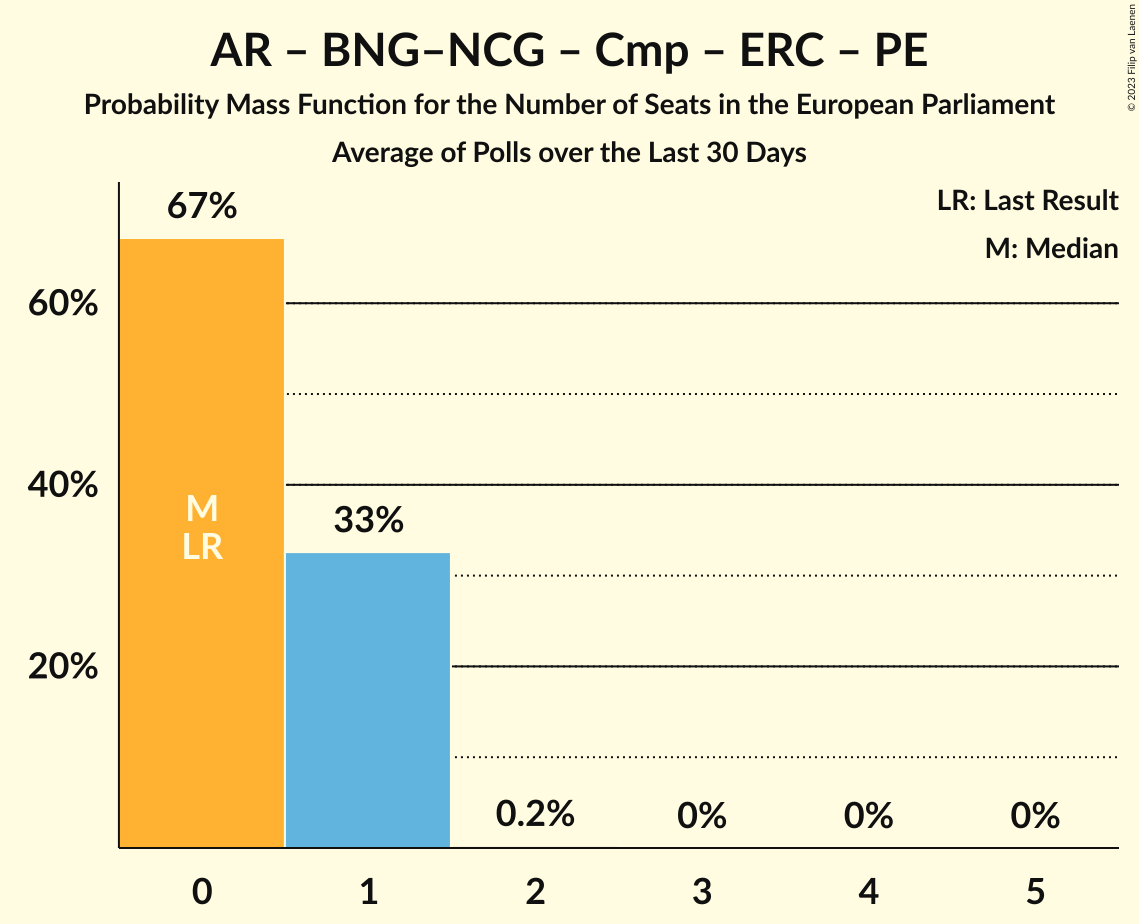 AR – BNG–NCG – Cmp – ERC – PE
Probability Mass Function for the Number of Seats in the European Parliament
Average of Polls over the Last 30 Days
© 2023 Filip van Laenen
LR: Last Result
M: Median
67%
60%
40%
M
LR
33%
20%
0.2%
0%
0%
0%
0
1
2
3
4
5